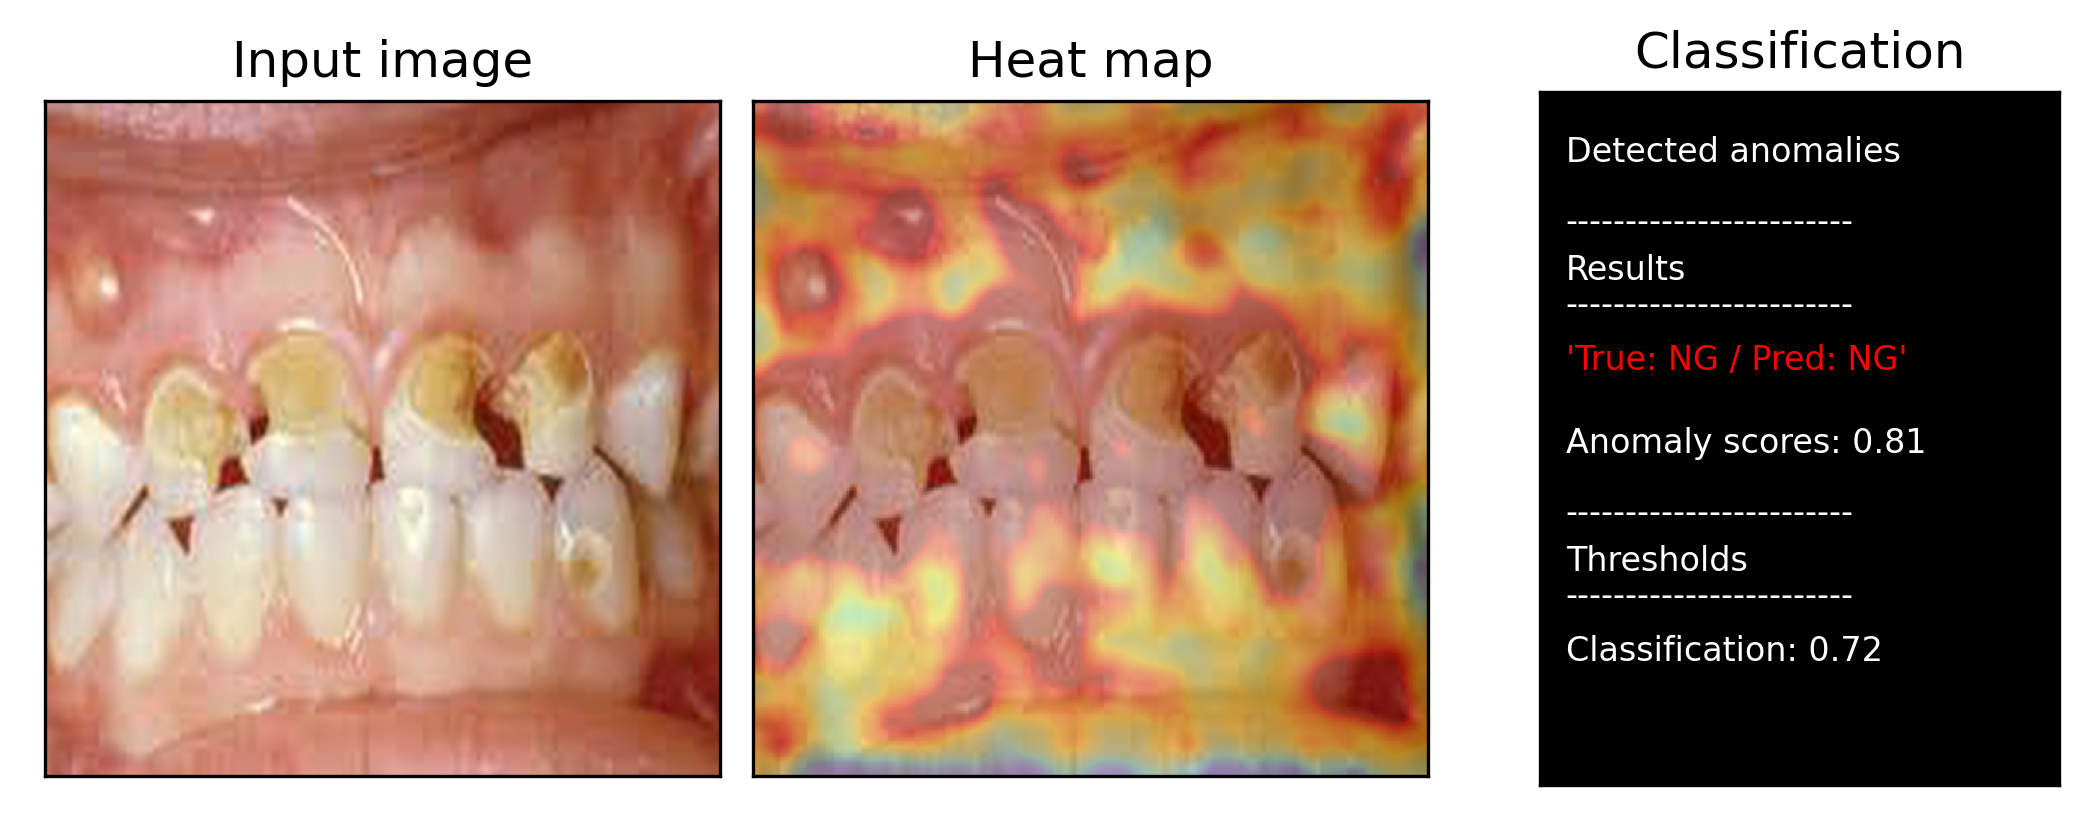 Input image
Heat map
Classification
Detected anomalies
------------------------
Results
------------------------
'True: NG / Pred: NG'
Anomaly scores: 0.81
------------------------
Thresholds
------------------------
Classification: 0.72